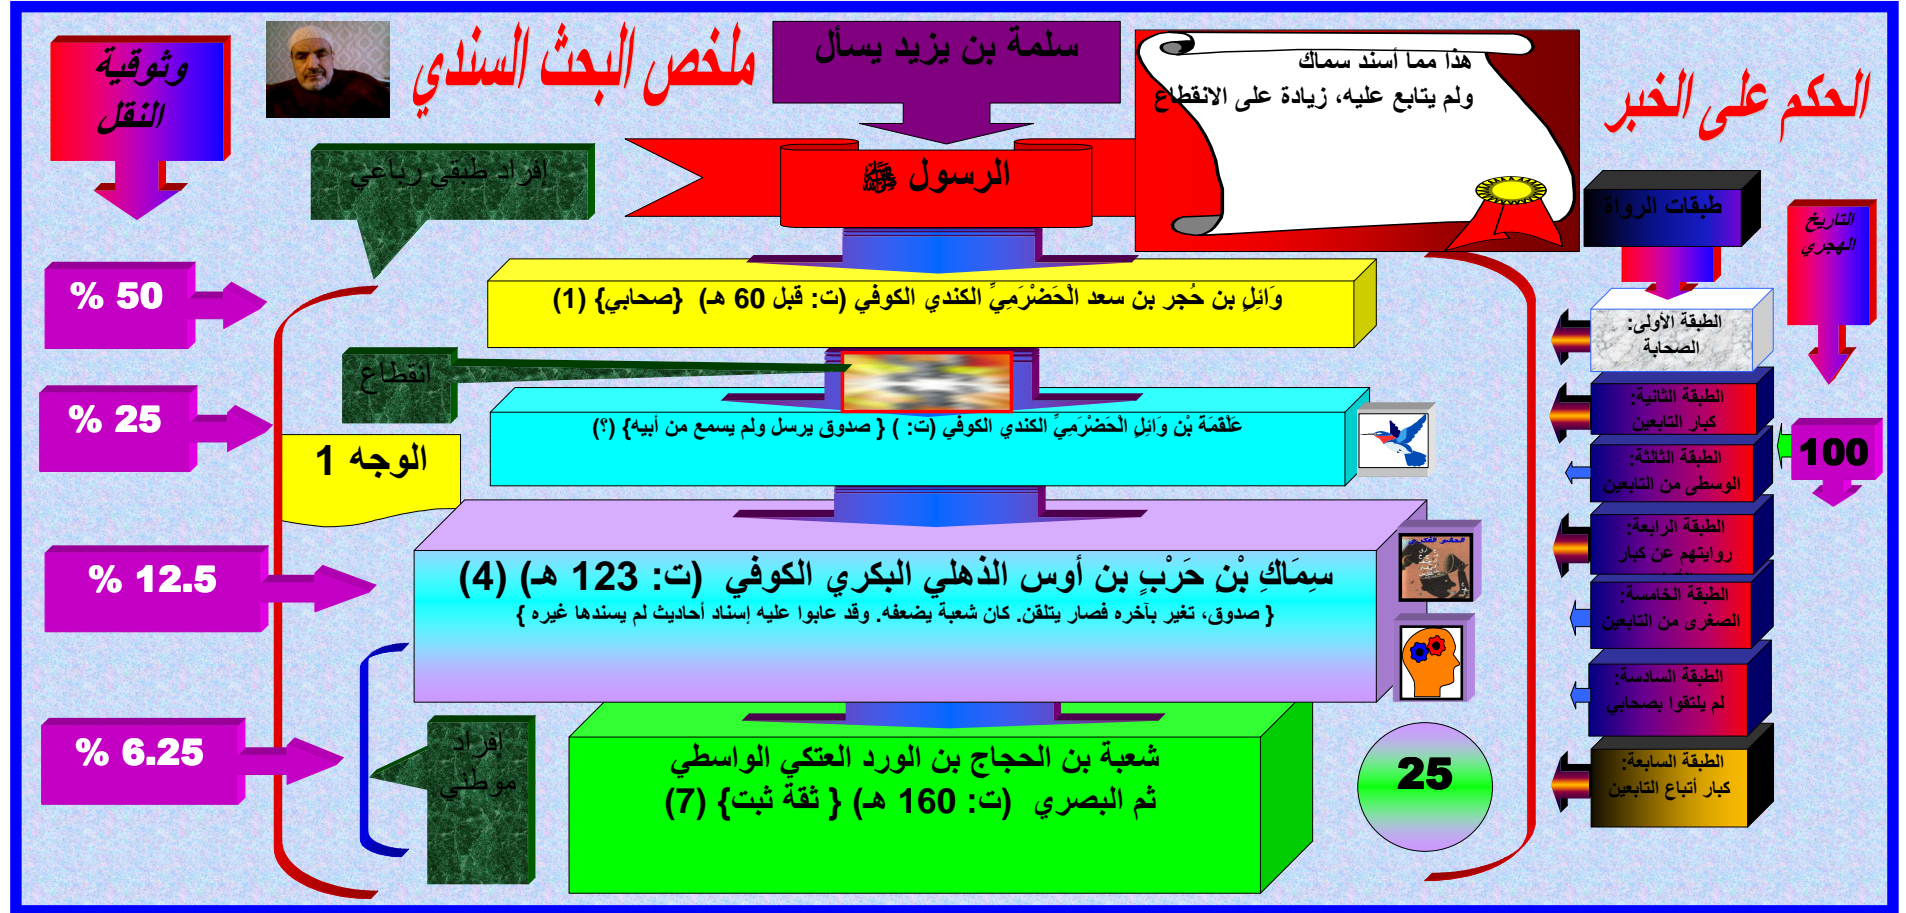 الحكم على الخبر
هذا مما أسند سماك
ولم يتابع عليه، زيادة على الانقطاع
سلمة بن يزيد يسأل
ملخص البحث السندي
وثوقية
النقل
الرسول ﷺ
إفراد طبقي رباعي
طبقات الرواة
التاريخ
الهجري
وَائِلِ بن حُجر بن سعد الْحَضْرَمِيِّ الكندي الكوفي (ت: قبل 60 هـ) {صحابي} (1)
% 50
الطبقة الأولى:
الصحابة
انقطاع
عَلْقَمَةَ بْن وَائِلِ الْحَضْرَمِيِّ الكندي الكوفي (ت: ) { صدوق يرسل ولم يسمع من أبيه} (؟)
% 25
الطبقة الثانية:
كبار التابعين
100
الطبقة الثالثة:
الوسطى من التابعين
الوجه 1
الطبقة الرابعة:
روايتهم عن كبار
سِمَاكِ بْنِ حَرْبٍ بن أوس الذهلي البكري الكوفي (ت: 123 هـ) (4)
{ صدوق، تغير بآخره فصار يتلقن. كان شعبة يضعفه. وقد عابوا عليه إسناد أحاديث لم يسندها غيره }
% 12.5
الطبقة الخامسة:
الصغرى من التابعين
الطبقة السادسة:
لم يلتقوا بصحابي
شعبة بن الحجاج بن الورد العتكي الواسطي
ثم البصري (ت: 160 هـ) { ثقة ثبت} (7)
إفراد
موطني
% 6.25
25
الطبقة السابعة:
كبار أتباع التابعين